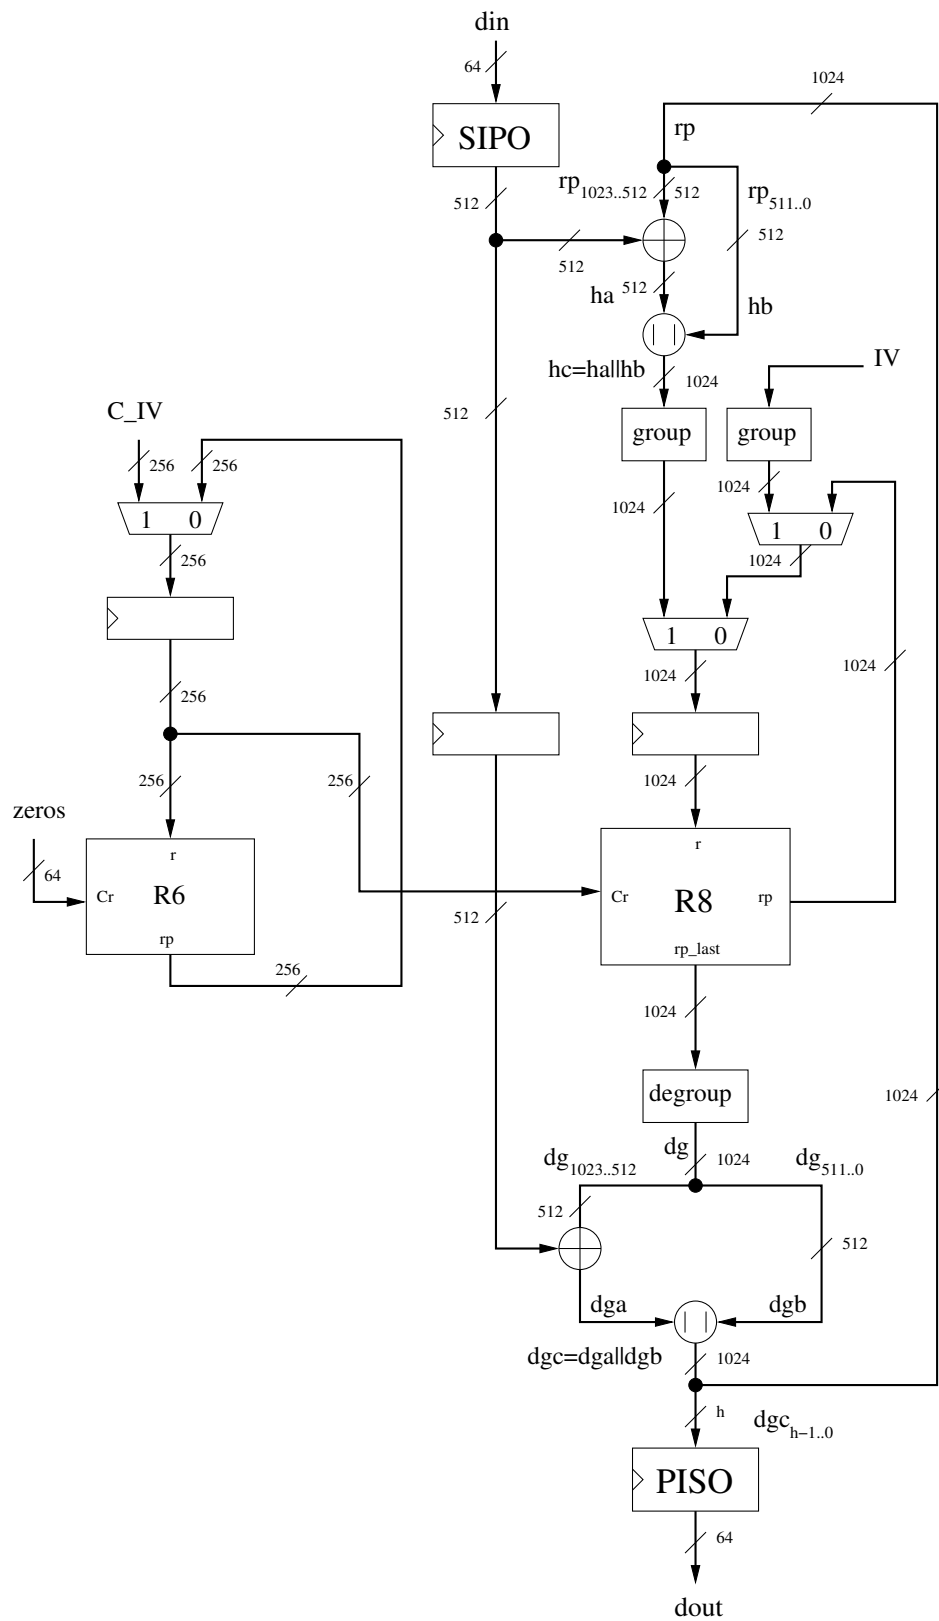 din
64
SIPO
1024
rp
512
rp1023..512
512
rp511..0
512
512
ha
512
hb
hc=ha||hb
1024
IV
group
group
C_IV
512
256
256
1024
1024
1 0
1 0
256
1024
1 0
1024
1024
256
256
256
1024
zeros
64
r
Cr
R6
rp
r
Cr
R8
rp
rp_last
512
256
1024
degroup
1024
dg
1024
dg1023..512
dg511..0
512
512
dga
dgb
dgc=dga||dgb
1024
h
dgch−1..0
PISO
64
dout